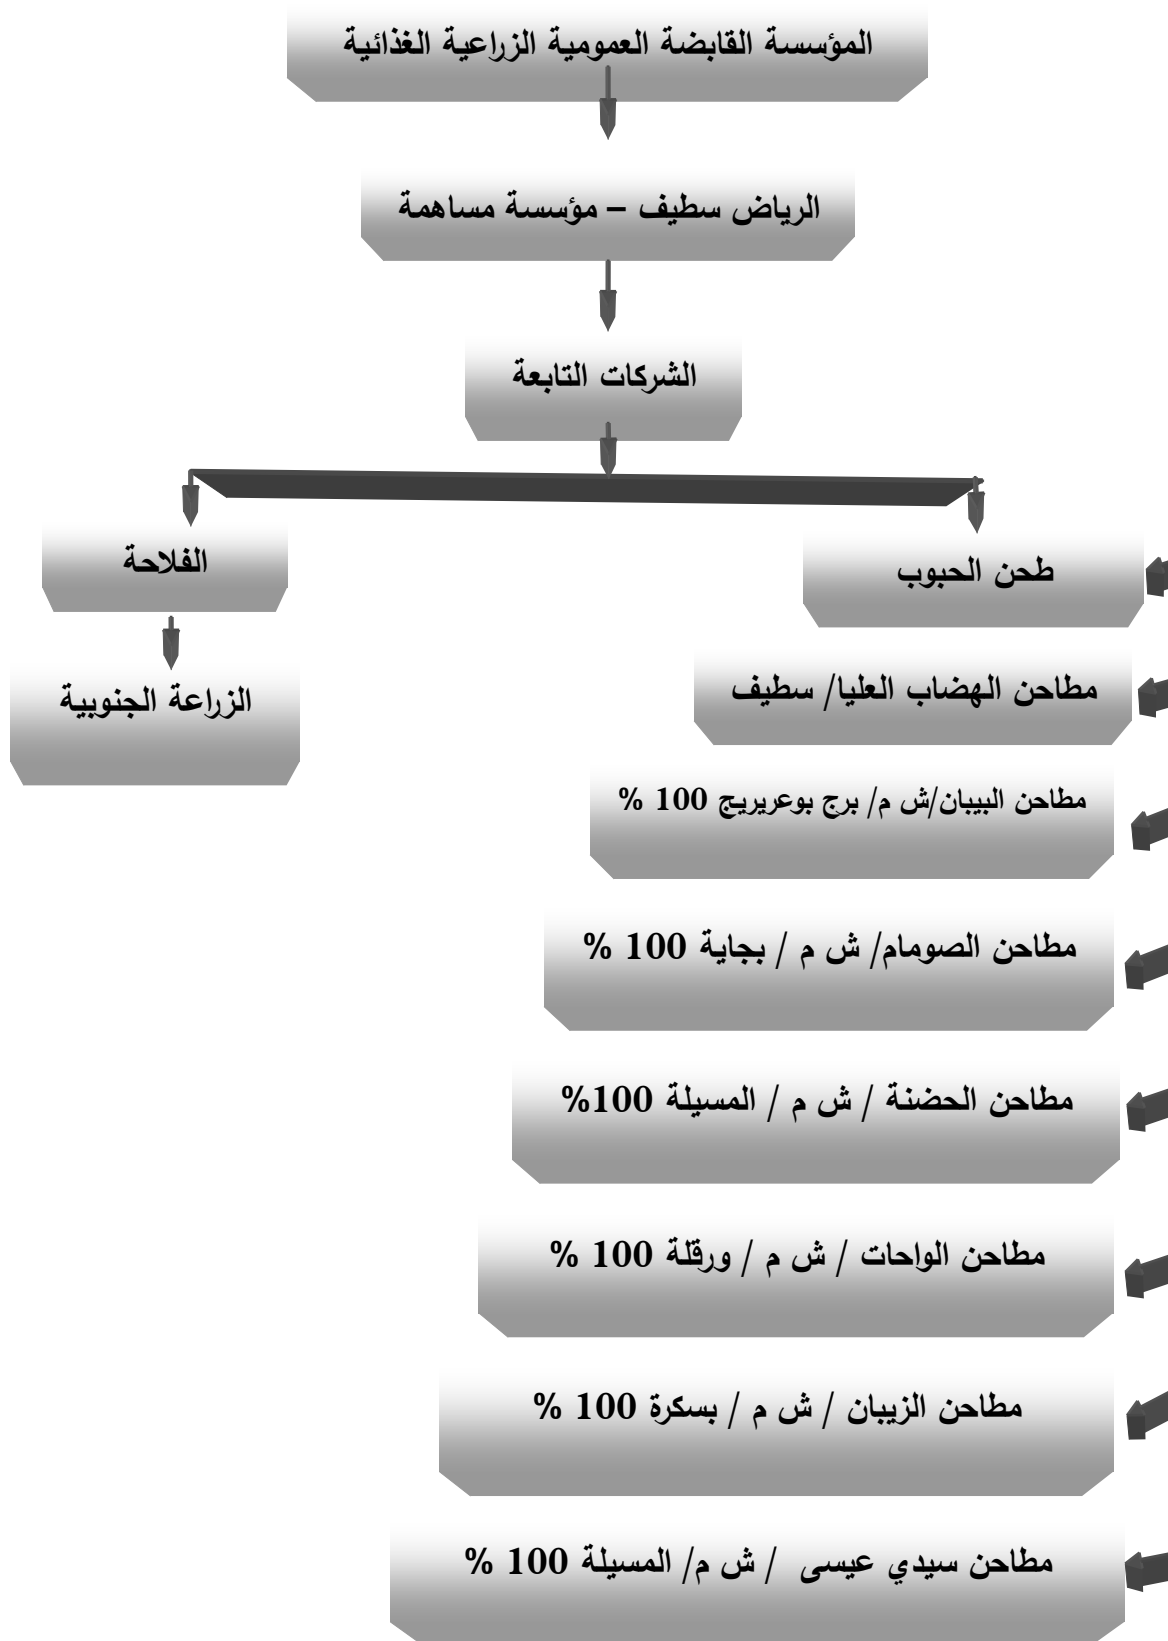 المؤسسة القابضة العمومية الزراعية الغذائية
الرياض سطيف – مؤسسة مساهمة
الشركات التابعة
طحن الحبوب
الفلاحة
مطاحن الهضاب العليا/ سطيف
الزراعة الجنوبية
مطاحن البيبان/ش م/ برج بوعريريج 100 %
مطاحن الصومام/ ش م / بجاية 100 %
مطاحن الحضنة / ش م / المسيلة 100%
مطاحن الواحات / ش م / ورقلة 100 %
مطاحن الزيبان / ش م / بسكرة 100 %
مطاحن سيدي عيسى / ش م/ المسيلة 100 %